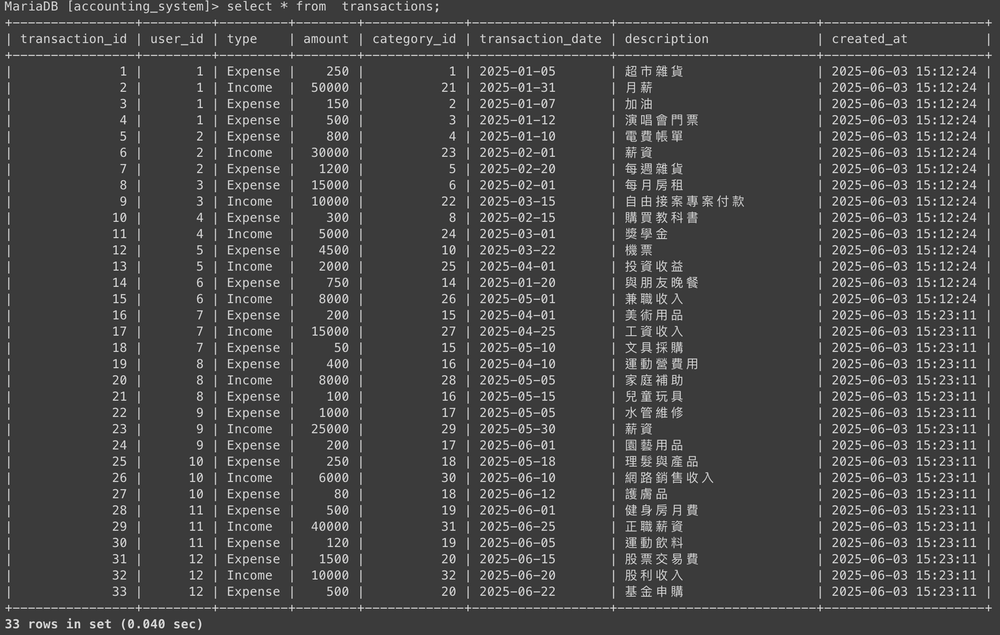 MariaDB [accounting_system]> select * from  transactions;
+----------------+---------+---------+--------+-------------+------------------+--------------------------+---------------------+
| transaction_id | user_id | type    | amount | category_id | transaction_date | description              | created_at          |
+----------------+---------+---------+--------+-------------+------------------+--------------------------+---------------------+
| 1 | 1 | Expense | 250 | 1 | 2025-01-05 | 超市雜貨 | 2025-06-03 15:12:24 |
| 2 | 1 | Income | 50000 | 21 | 2025-01-31 | 月薪 | 2025-06-03 15:12:24 |
| 3 | 1 | Expense | 150 | 2 | 2025-01-07 | 加油 | 2025-06-03 15:12:24 |
| 4 | 1 | Expense | 500 | 3 | 2025-01-12 | 演唱會門票 | 2025-06-03 15:12:24 |
| 5 | 2 | Expense | 800 | 4 | 2025-01-10 | 電費帳單 | 2025-06-03 15:12:24 |
| 6 | 2 | Income | 30000 | 23 | 2025-02-01 | 薪資 | 2025-06-03 15:12:24 |
| 7 | 2 | Expense | 1200 | 5 | 2025-02-20 | 每週雜貨 | 2025-06-03 15:12:24 |
| 8 | 3 | Expense | 15000 | 6 | 2025-02-01 | 每月房租 | 2025-06-03 15:12:24 |
| 9 | 3 | Income | 10000 | 22 | 2025-03-15 | 自由接案專案付款 | 2025-06-03 15:12:24 |
| 10 | 4 | Expense | 300 | 8 | 2025-02-15 | 購買教科書 | 2025-06-03 15:12:24 |
| 11 | 4 | Income | 5000 | 24 | 2025-03-01 | 獎學金 | 2025-06-03 15:12:24 |
| 12 | 5 | Expense | 4500 | 10 | 2025-03-22 | 機票 | 2025-06-03 15:12:24 |
| 13 | 5 | Income | 2000 | 25 | 2025-04-01 | 投資收益 | 2025-06-03 15:12:24 |
| 14 | 6 | Expense | 750 | 14 | 2025-01-20 | 與朋友晚餐 | 2025-06-03 15:12:24 |
| 15 | 6 | Income | 8000 | 26 | 2025-05-01 | 兼職收入 | 2025-06-03 15:12:24 |
| 16 | 7 | Expense | 200 | 15 | 2025-04-01 | 美術用品 | 2025-06-03 15:23:11 |
| 17 | 7 | Income | 15000 | 27 | 2025-04-25 | 工資收入 | 2025-06-03 15:23:11 |
| 18 | 7 | Expense | 50 | 15 | 2025-05-10 | 文具採購 | 2025-06-03 15:23:11 |
| 19 | 8 | Expense | 400 | 16 | 2025-04-10 | 運動營費用 | 2025-06-03 15:23:11 |
| 20 | 8 | Income | 8000 | 28 | 2025-05-05 | 家庭補助 | 2025-06-03 15:23:11 |
| 21 | 8 | Expense | 100 | 16 | 2025-05-15 | 兒童玩具 | 2025-06-03 15:23:11 |
| 22 | 9 | Expense | 1000 | 17 | 2025-05-05 | 水管維修 | 2025-06-03 15:23:11 |
| 23 | 9 | Income | 25000 | 29 | 2025-05-30 | 薪資 | 2025-06-03 15:23:11 |
| 24 | 9 | Expense | 200 | 17 | 2025-06-01 | 園藝用品 | 2025-06-03 15:23:11 |
| 25 | 10 | Expense | 250 | 18 | 2025-05-18 | 理髮與產品 | 2025-06-03 15:23:11 |
| 26 | 10 | Income | 6000 | 30 | 2025-06-10 | 網路銷售收入 | 2025-06-03 15:23:11 |
| 27 | 10 | Expense | 80 | 18 | 2025-06-12 | 護膚品 | 2025-06-03 15:23:11 |
| 28 | 11 | Expense | 500 | 19 | 2025-06-01 | 健身房月費 | 2025-06-03 15:23:11 |
| 29 | 11 | Income | 40000 | 31 | 2025-06-25 | 正職薪資 | 2025-06-03 15:23:11 |
| 30 | 11 | Expense | 120 | 19 | 2025-06-05 | 運動飲料 | 2025-06-03 15:23:11 |
| 31 | 12 | Expense | 1500 | 20 | 2025-06-15 | 股票交易費 | 2025-06-03 15:23:11 |
| 32 | 12 | Income | 10000 | 32 | 2025-06-20 | 股利收入 | 2025-06-03 15:23:11 |
| 33 | 12 | Expense | 500 | 20 | 2025-06-22 | 基金申購 | 2025-06-03 15:23:11 |
+----------------+---------+---------+--------+-------------+------------------+--------------------------+---------------------+
33 rows in set (0.040 sec)